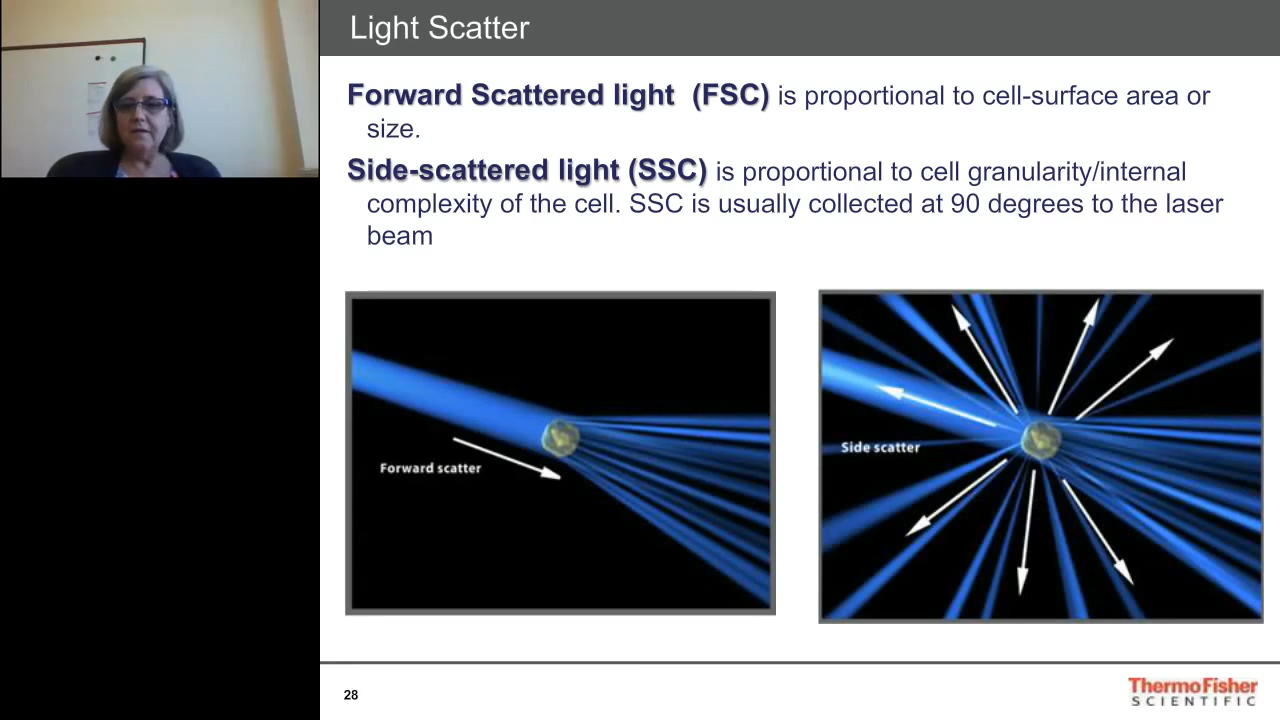 Light Scatter
Forward Scattered light (FSC) is proportional to cell-surface area or
size.
Side-scattered light (SSC) is proportional to cell granularity/internal
complexity of the cell. SSC is usually collected at 90 degrees to the laser
beam
Forward scatter
Side scatter
28
ThermoFisher
SCIENTIFIC